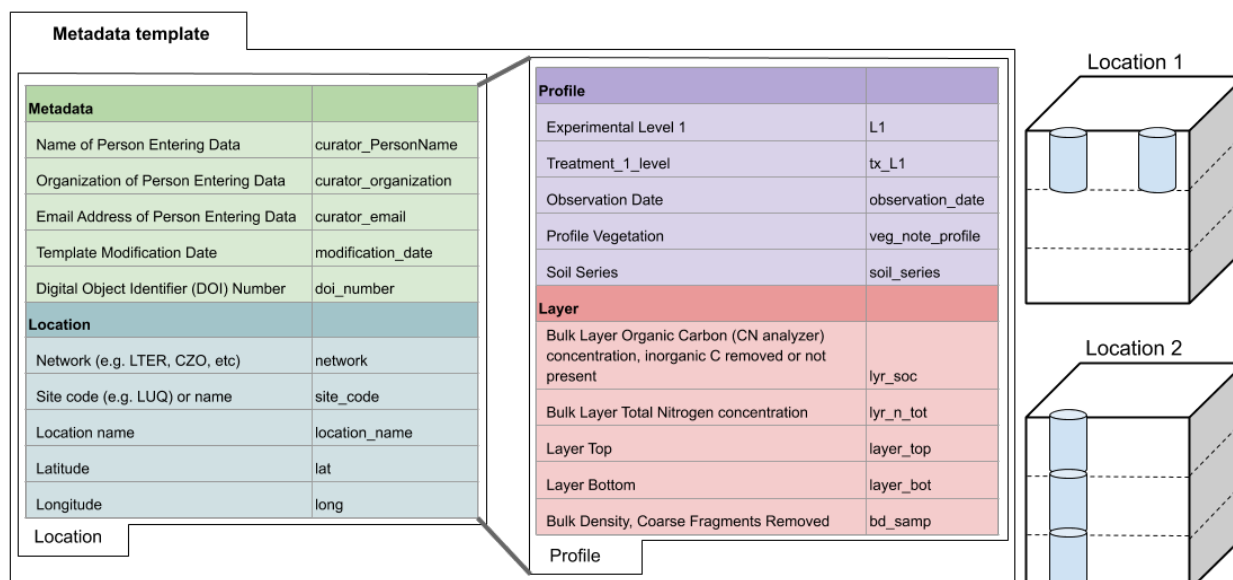 Metadata template
Metadata
Name of Person Entering Data curator_PersonName
Organization of Person Entering Data curator_organization
Email Address of Person Entering Data curator_email
Template Modification Date modification_date
Digital Object Identifier (DOI) Number doi_number
Location
Network (e.g. LTER, CZO, etc) network
Site code (e.g. LUQ) or name site_code
Location name location_name
Latitude lat
Longitude long
Location
Profile
Experimental Level 1 L1
Treatment_1_level tx_L1
Observation Date observation_date
Profile Vegetation veg_note_profile
Soil Series soil_series
Layer
Bulk Layer Organic Carbon (CN analyzer)
concentration, inorganic C removed or not
present lyr_soc
Bulk Layer Total Nitrogen concentration lyr_n_tot
Layer Top layer_top
Layer Bottom layer_bot
Bulk Density, Coarse Fragments Removed bd_samp
Profile
Location 1
Location 2